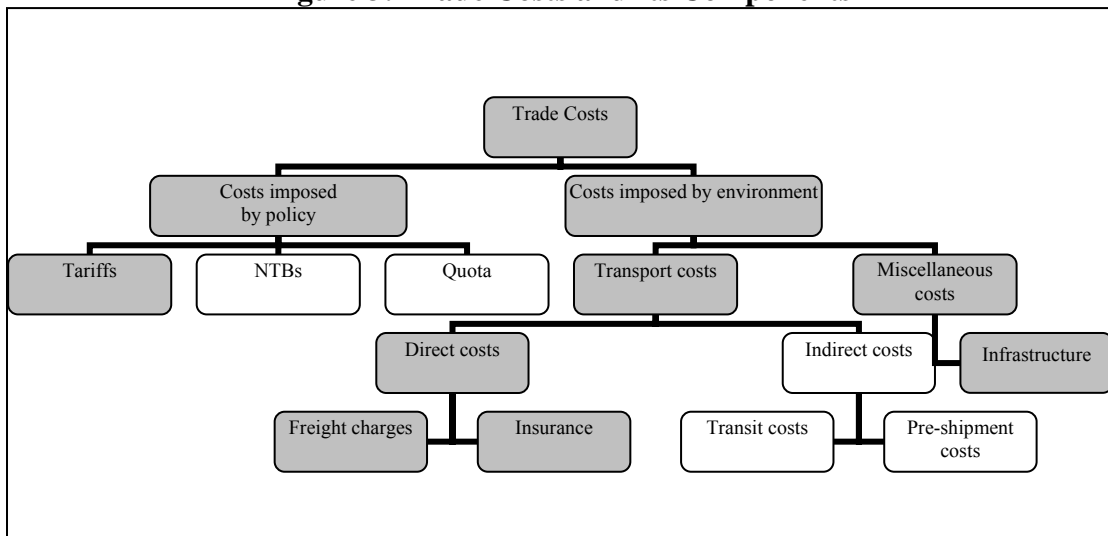 Trade Costs
Costs imposed
by policy
Costs imposed by environment
Tariffs
NTBs
Quota
Transport costs
Miscellaneous
costs
Direct costs
Indirect costs
Infrastructure
Freight charges
Insurance
Transit costs
Pre-shipment
costs